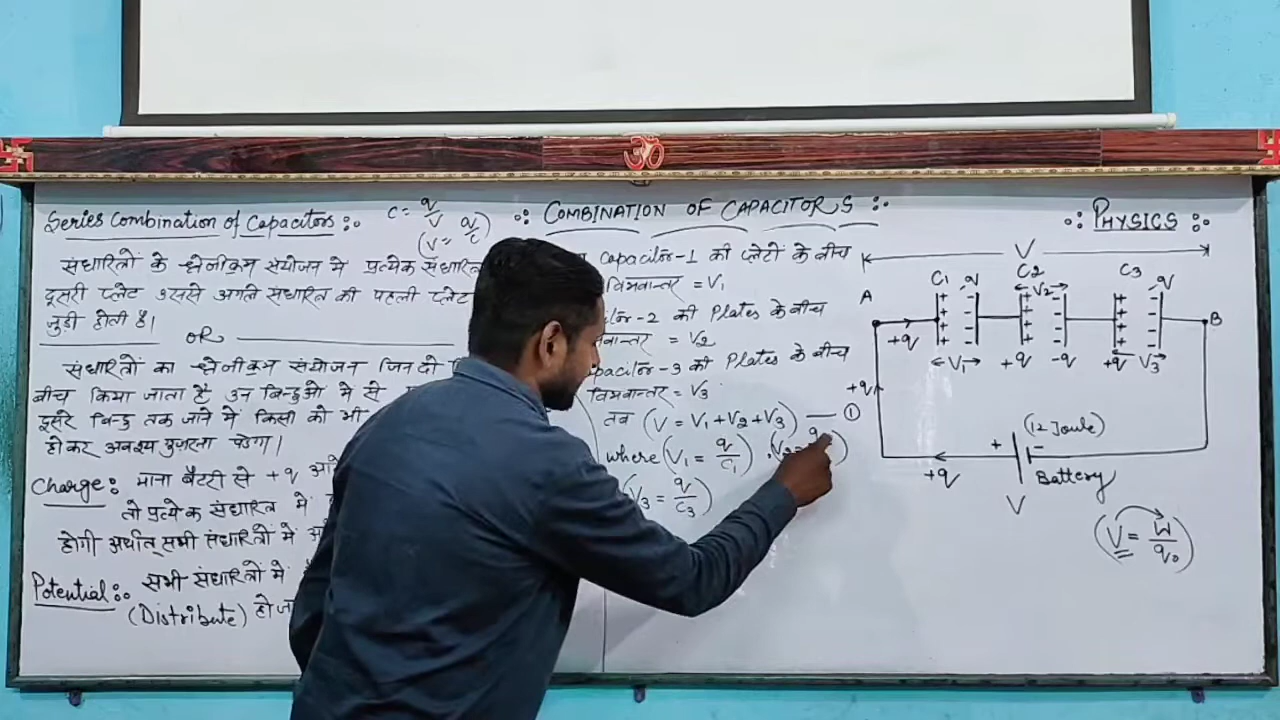 Series Combination of Capacitors :-
C = q/V
(V = q/C)
संधारित्रों के श्रेणीक्रम संयोजन में प्रत्येक संधारित्र
दूसरी प्लेट उससे अगले संधारित्र की पहली प्लेट
जुड़ी होती है।
OR
संधारित्रों का श्रेणीक्रम संयोजन जिन दो
बीच किया जाता है उन बिन्दुओं में से
दूसरे बिन्दु तक जाने में किसी को भी
होकर अवश्य गुजरना पड़ेगा।
Charge : माना बैटरी से +q
तो प्रत्येक संधारित्र में
होगी अर्थात् सभी संधारित्रों में
Potential :- सभी संधारित्रों में
(Distribute) हो
:: COMBINATION OF CAPACITORS ::
Capacitor-1 की प्लेटों के बीच
विभवान्तर = V1
-2 की Plates के बीच
= V2
-3 की Plates के बीच
विभवान्तर = V3
तब (V = V1 + V2 + V3) — ①
where (V1 = q/C1), (V2 = q
(V3 = q/C3)
:: PHYSICS ::
V
C1 q C2 C3 q
V2
A B
+q V1 +q -q +q V3
+q
(12 Joule)
+ -
+q Battery
V
(V = W/q0)